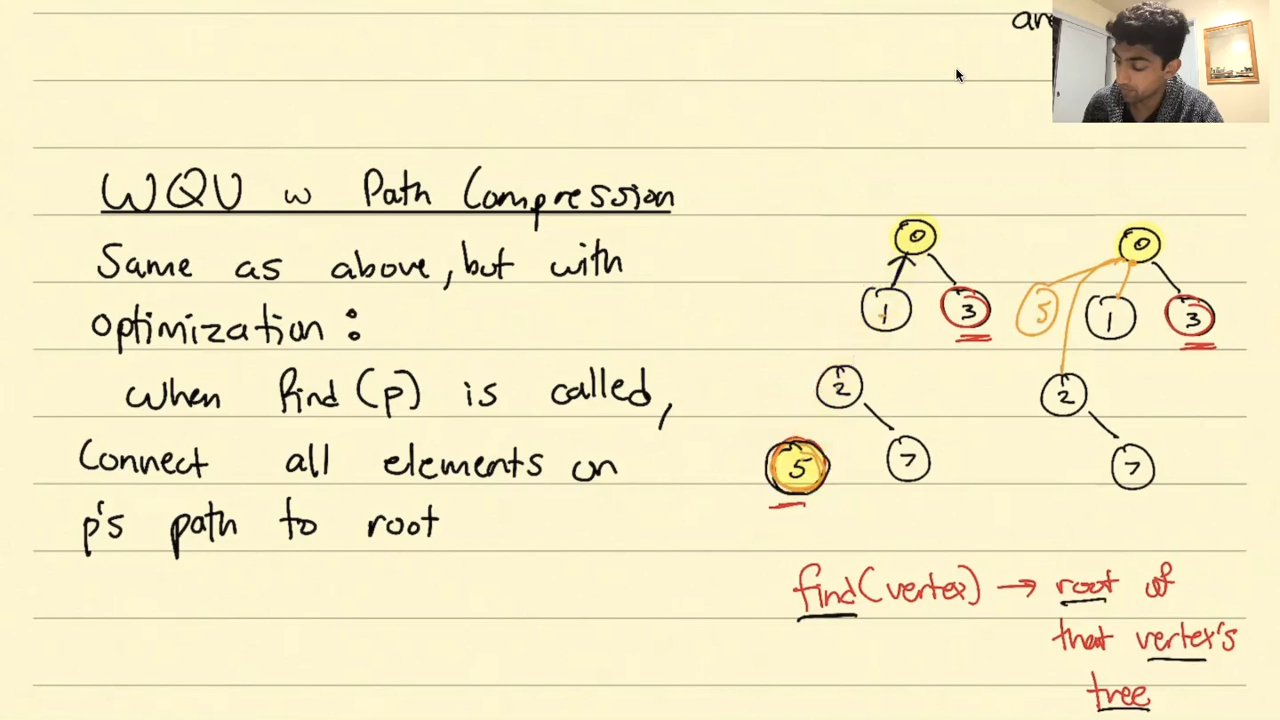 are
WQU w Path Compression
Same as above, but with
optimization:
when find(p) is called,
connect all elements on
p's path to root
0
1
3
2
5
7
0
5
1
3
2
7
find(vertex) → root of
that vertex's
tree